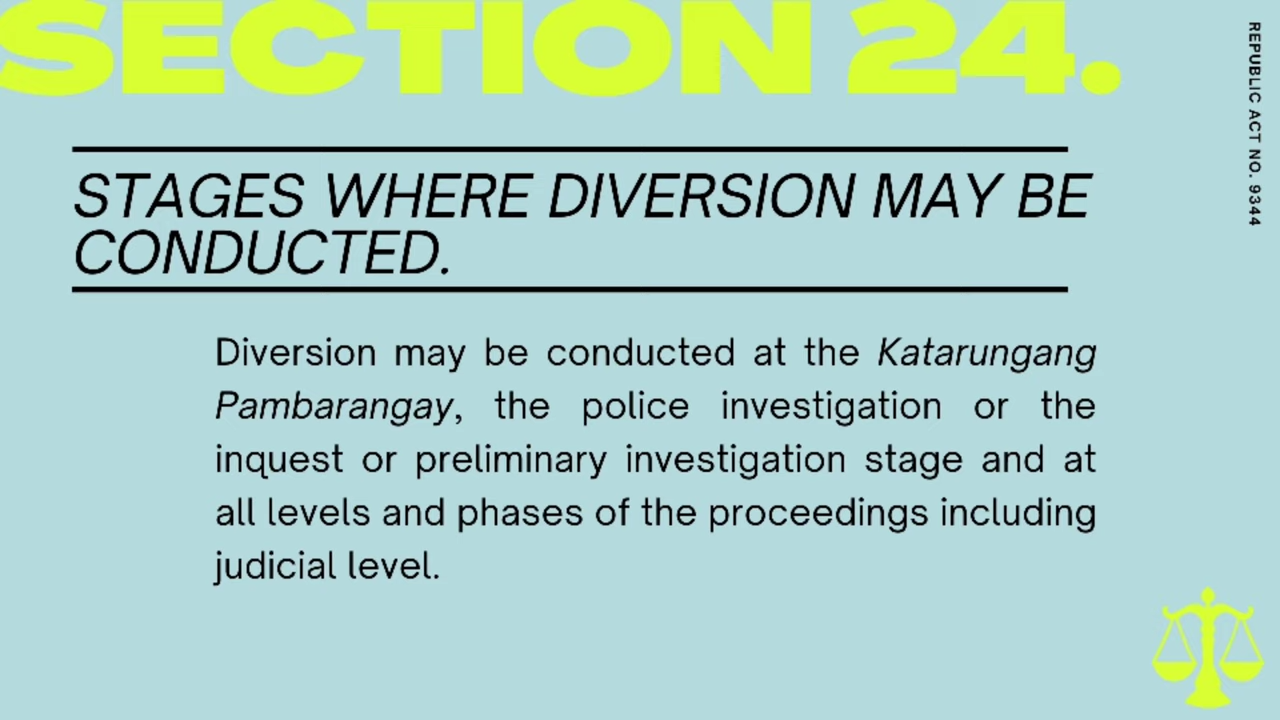 SECTION 24.
REPUBLIC ACT NO. 9344
STAGES WHERE DIVERSION MAY BE
CONDUCTED.
Diversion may be conducted at the Katarungang
Pambarangay, the police investigation or the
inquest or preliminary investigation stage and at
all levels and phases of the proceedings including
judicial level.